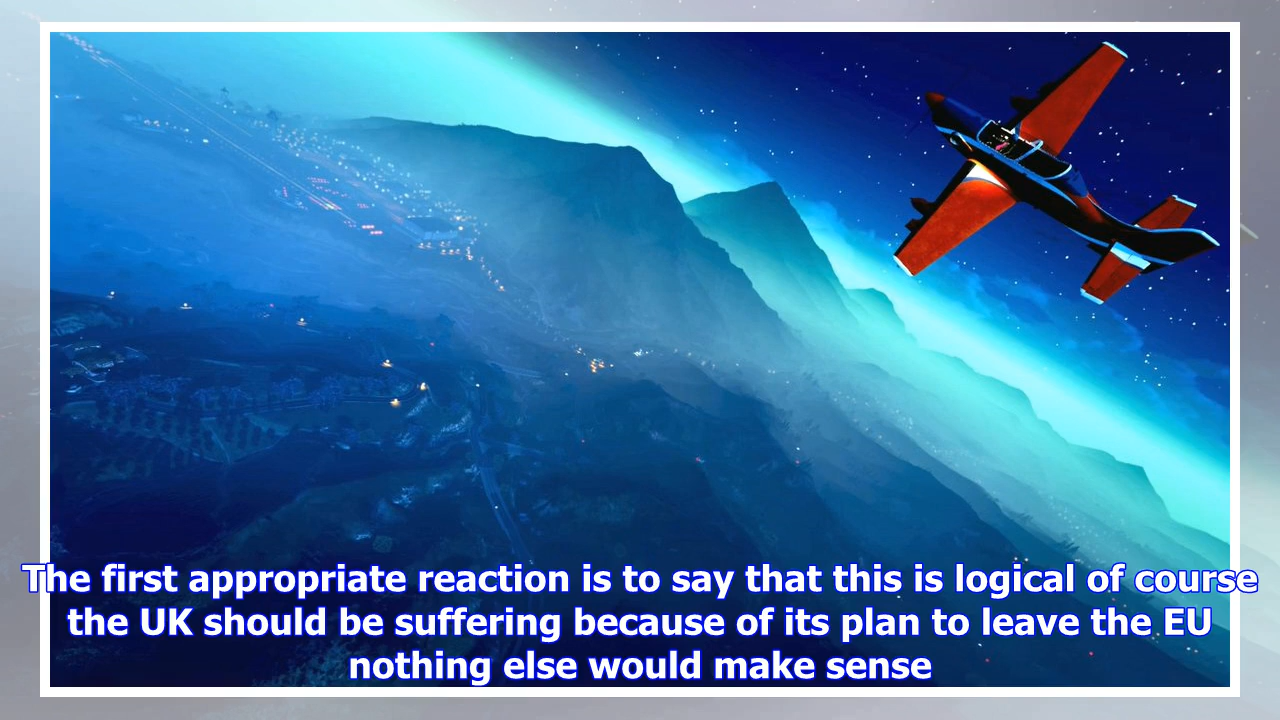 The first appropriate reaction is to say that this is logical of course
the UK should be suffering because of its plan to leave the EU
nothing else would make sense